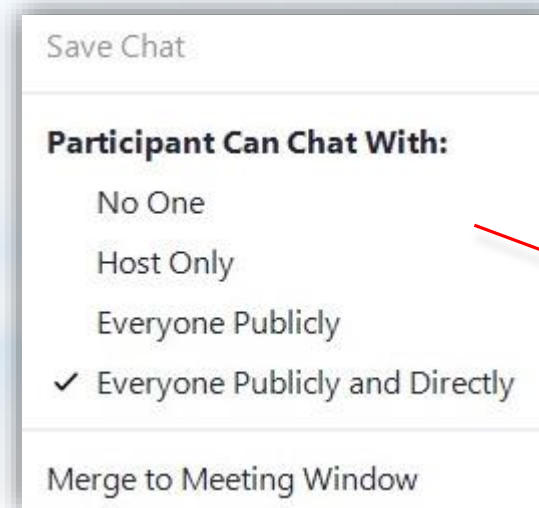 Save Chat
Participant Can Chat With:
No One
Host Only
Everyone Publicly
✓ Everyone Publicly and Directly
Merge to Meeting Window